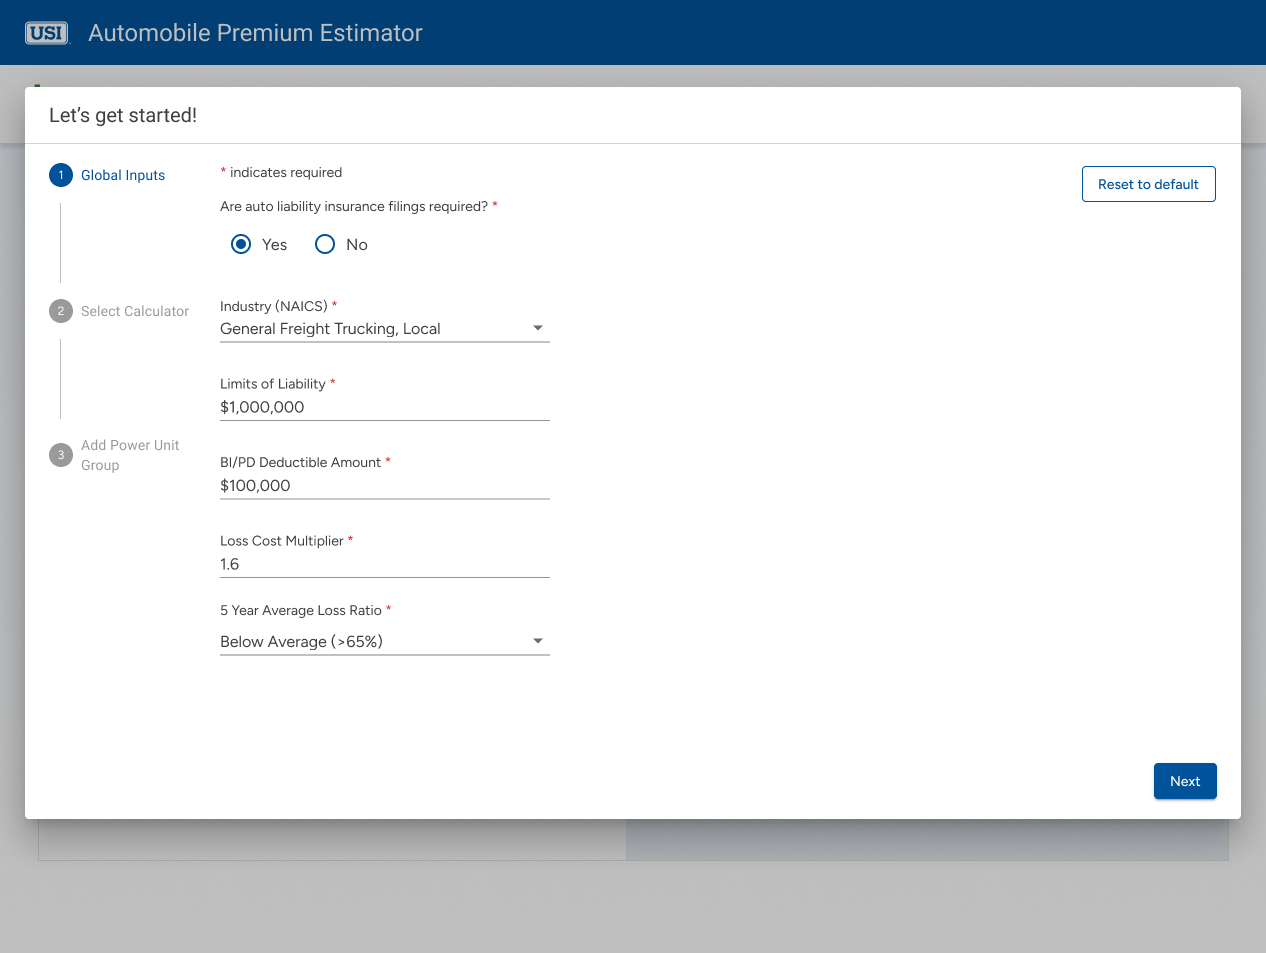 USI
Automobile Premium Estimator
Let’s get started!
1 Global Inputs
* indicates required
Reset to default
Are auto liability insurance filings required? *
Yes No
2 Select Calculator
Industry (NAICS) *
General Freight Trucking, Local
Limits of Liability *
$1,000,000
3 Add Power Unit
Group
BI/PD Deductible Amount *
$100,000
Loss Cost Multiplier *
1.6
5 Year Average Loss Ratio *
Below Average (>65%)
Next